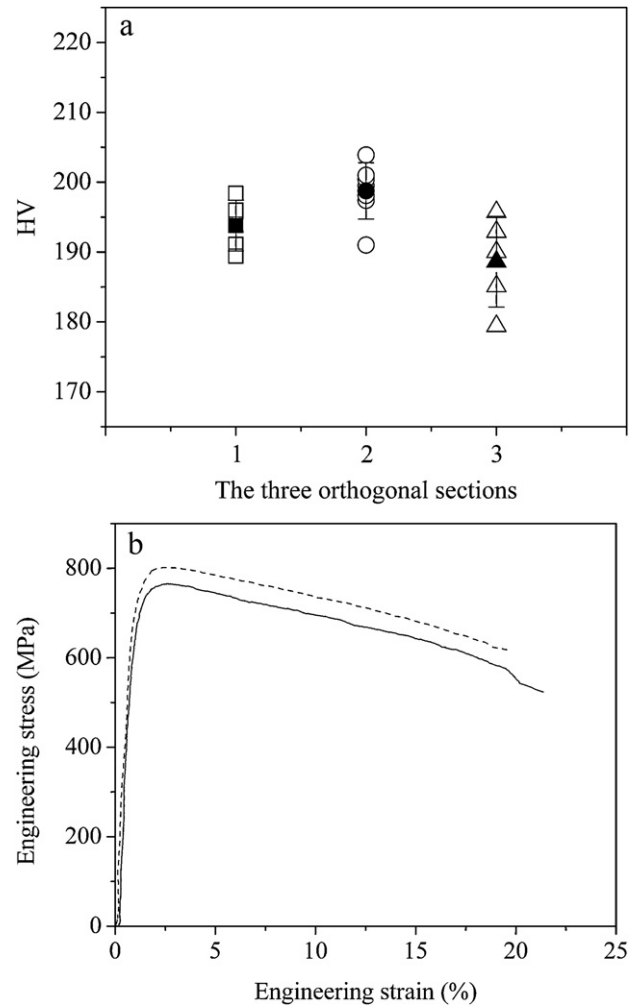 a
220
210
200
190
180
170
HV
1 2 3
The three orthogonal sections
b
800
600
400
200
0
Engineering stress (MPa)
0 5 10 15 20 25
Engineering strain (%)